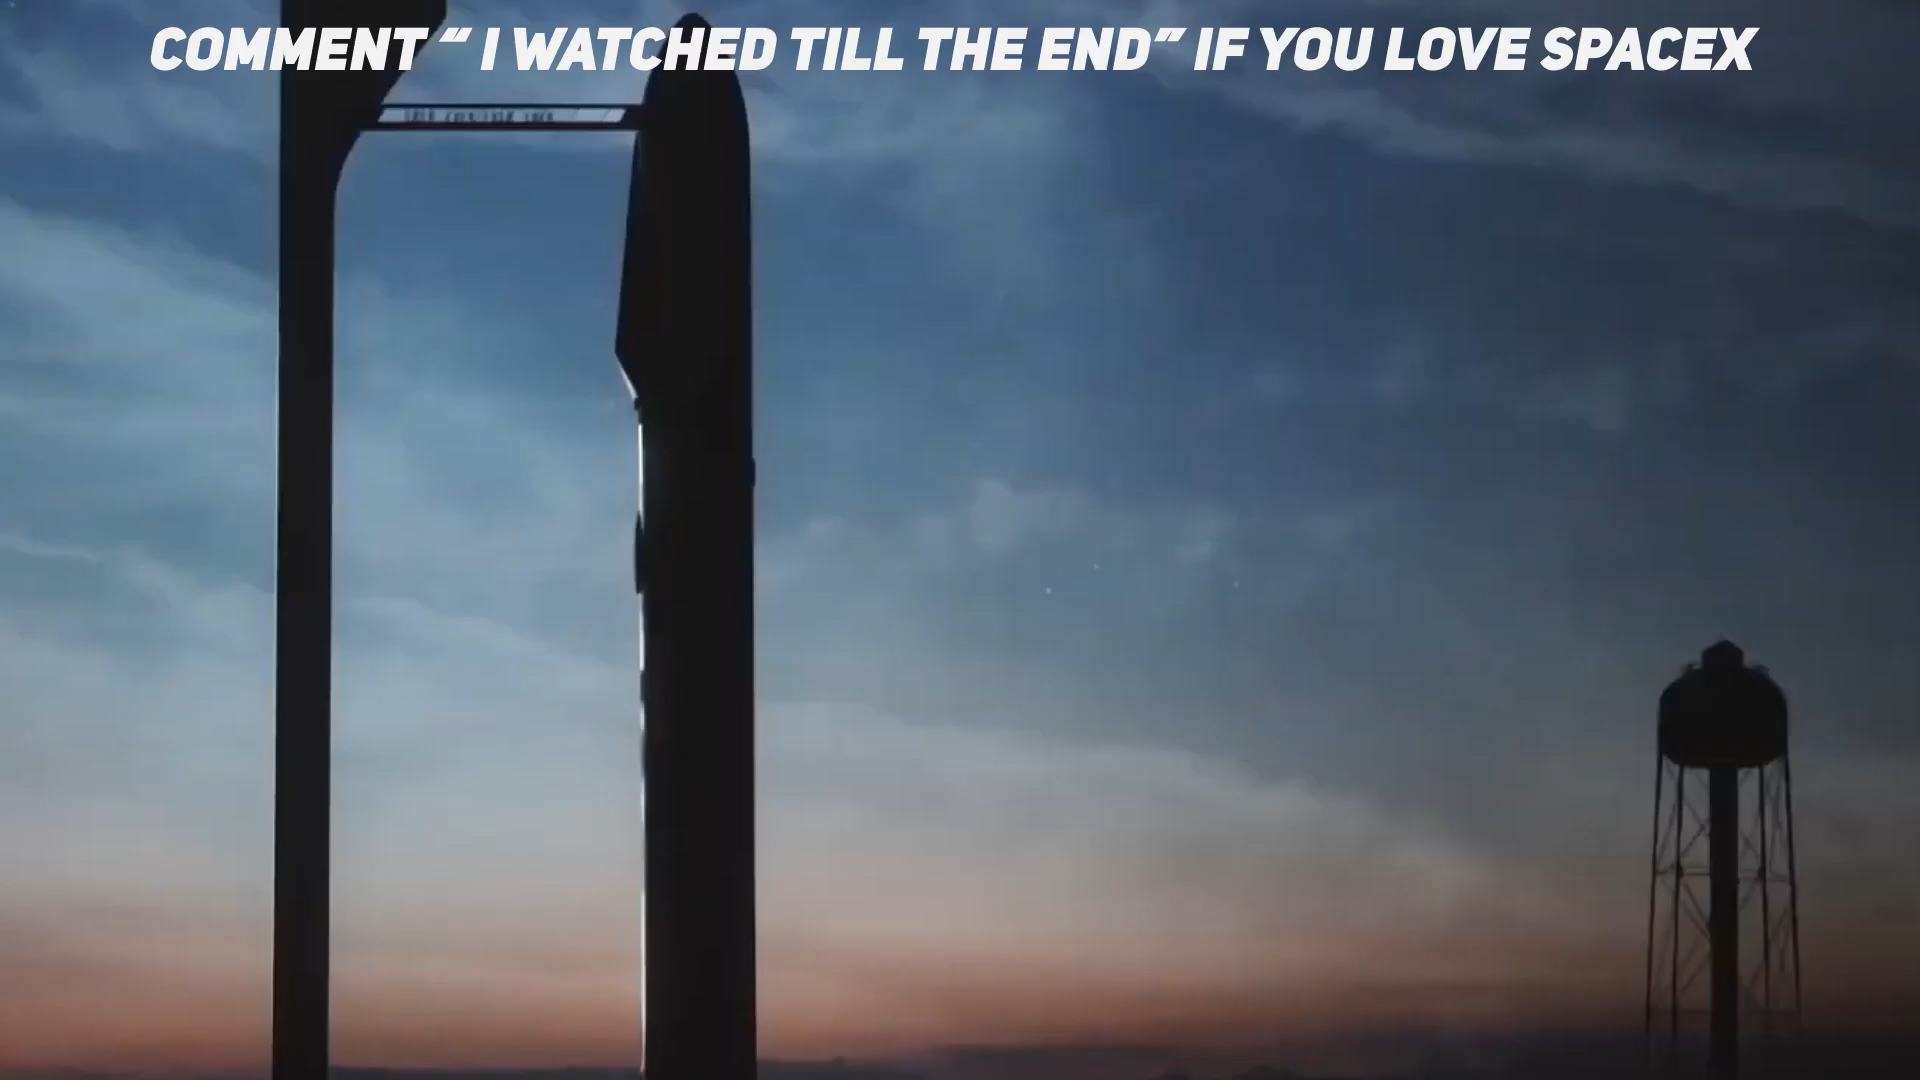 COMMENT “ I WATCHED TILL THE END” IF YOU LOVE SPACEX